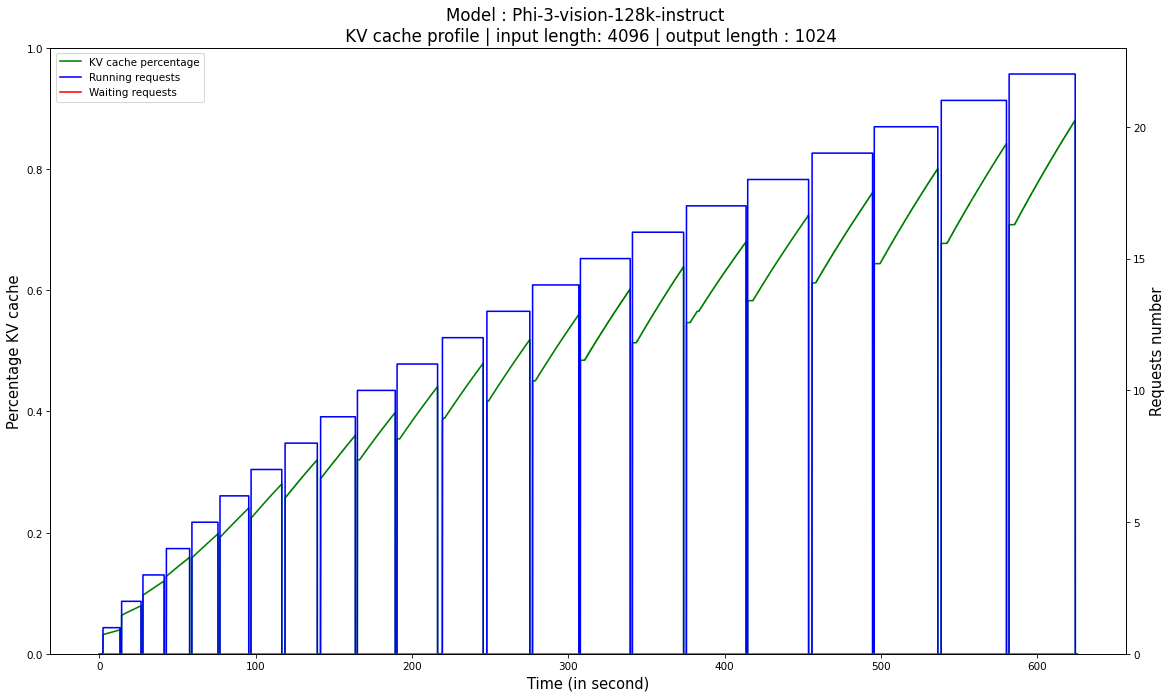 Model : Phi-3-vision-128k-instruct
KV cache profile | input length: 4096 | output length : 1024
KV cache percentage
Running requests
Waiting requests
Percentage KV cache
1.0
0.8
0.6
0.4
0.2
0.0
Requests number
20
15
10
5
0
0
100
200
300
400
500
600
Time (in second)